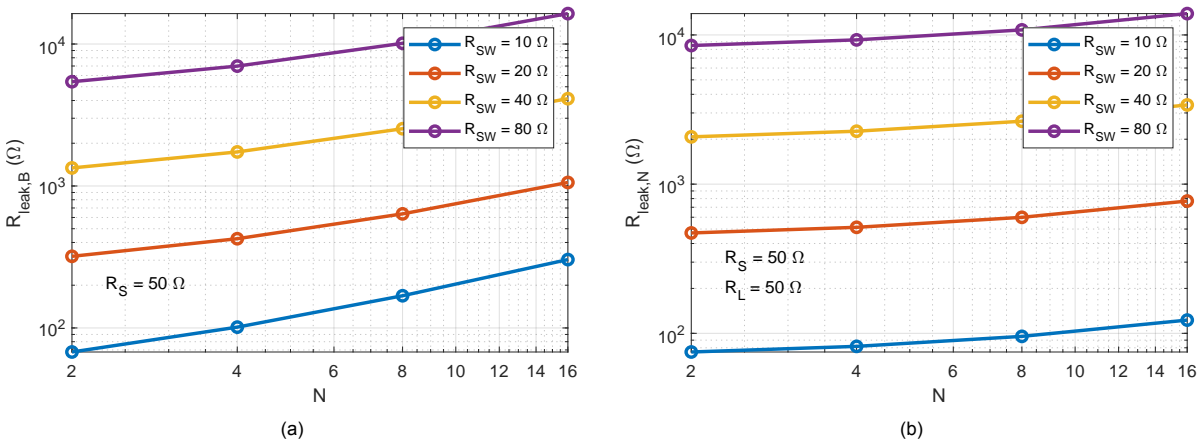 10^4
10^3
10^2
R_leak,B (Ω)
R_SW = 10 Ω
R_SW = 20 Ω
R_SW = 40 Ω
R_SW = 80 Ω
R_S = 50 Ω
2 4 6 8 10 12 14 16
N
(a)
10^4
10^3
10^2
R_leak,N (Ω)
R_SW = 10 Ω
R_SW = 20 Ω
R_SW = 40 Ω
R_SW = 80 Ω
R_S = 50 Ω
R_L = 50 Ω
2 4 6 8 10 12 14 16
N
(b)